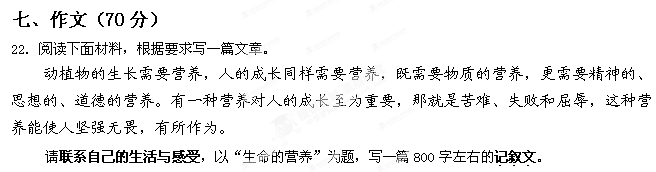 七、作文（70 分）
22. 阅读下面材料，根据要求写一篇文章。
动植物的生长需要营养，人的成长同样需要营养，既需要物质的营养，更需要精神的、
思想的、道德的营养。有一种营养对人的成长至为重要，那就是苦难、失败和屈辱，这种营
养能使人坚强无畏，有所作为。
请联系自己的生活与感受，以“生命的营养”为题，写一篇 800 字左右的记叙文。